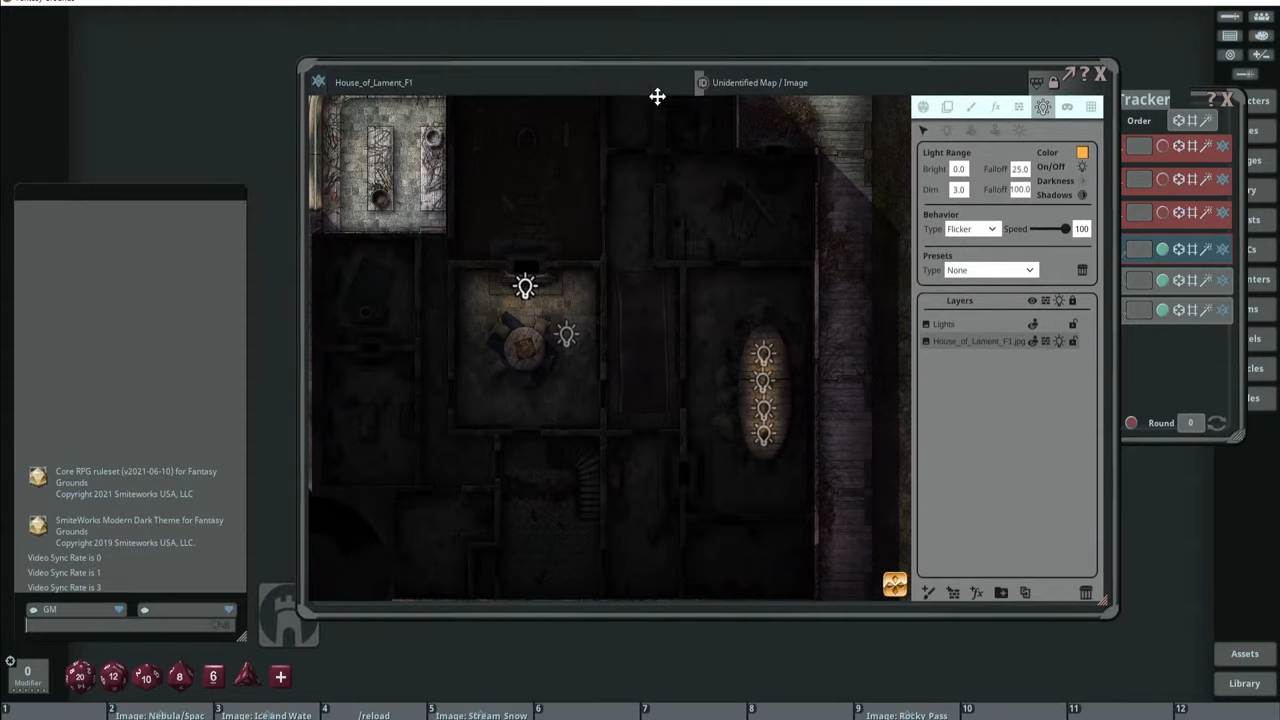 House_of_Lament_F1
ID
Unidentified Map / Image
? X
Tracker
? X
Order
Light Range
Color
Bright 0.0 Falloff 25.0
On/Off
Darkness
Dim. 3.0 Falloff 100.0
Shadows
Behavior
Type Flicker Speed 100
Presets
Type None
Layers
Lights
House_of_Lament_F1.jpg
Round 0
Core RPG ruleset (v2021-06-10) for Fantasy
Grounds
Copyright 2021 Smiteworks USA, LLC
SmiteWorks Modern Dark Theme for Fantasy
Grounds
Copyright 2019 SmiteWorks USA, LLC.
Video Sync Rate is 0
Video Sync Rate is 1
Video Sync Rate is 3
GM
Chat
0
Modifier
20 12 10 8 6 +
Assets
Library
1 2 3 4 5 6 7 8 9 10 11 12
Image: Nebula/Spac Image: Ice and Wate /reload Image: Stream_Snow Image: Rocky_Pass